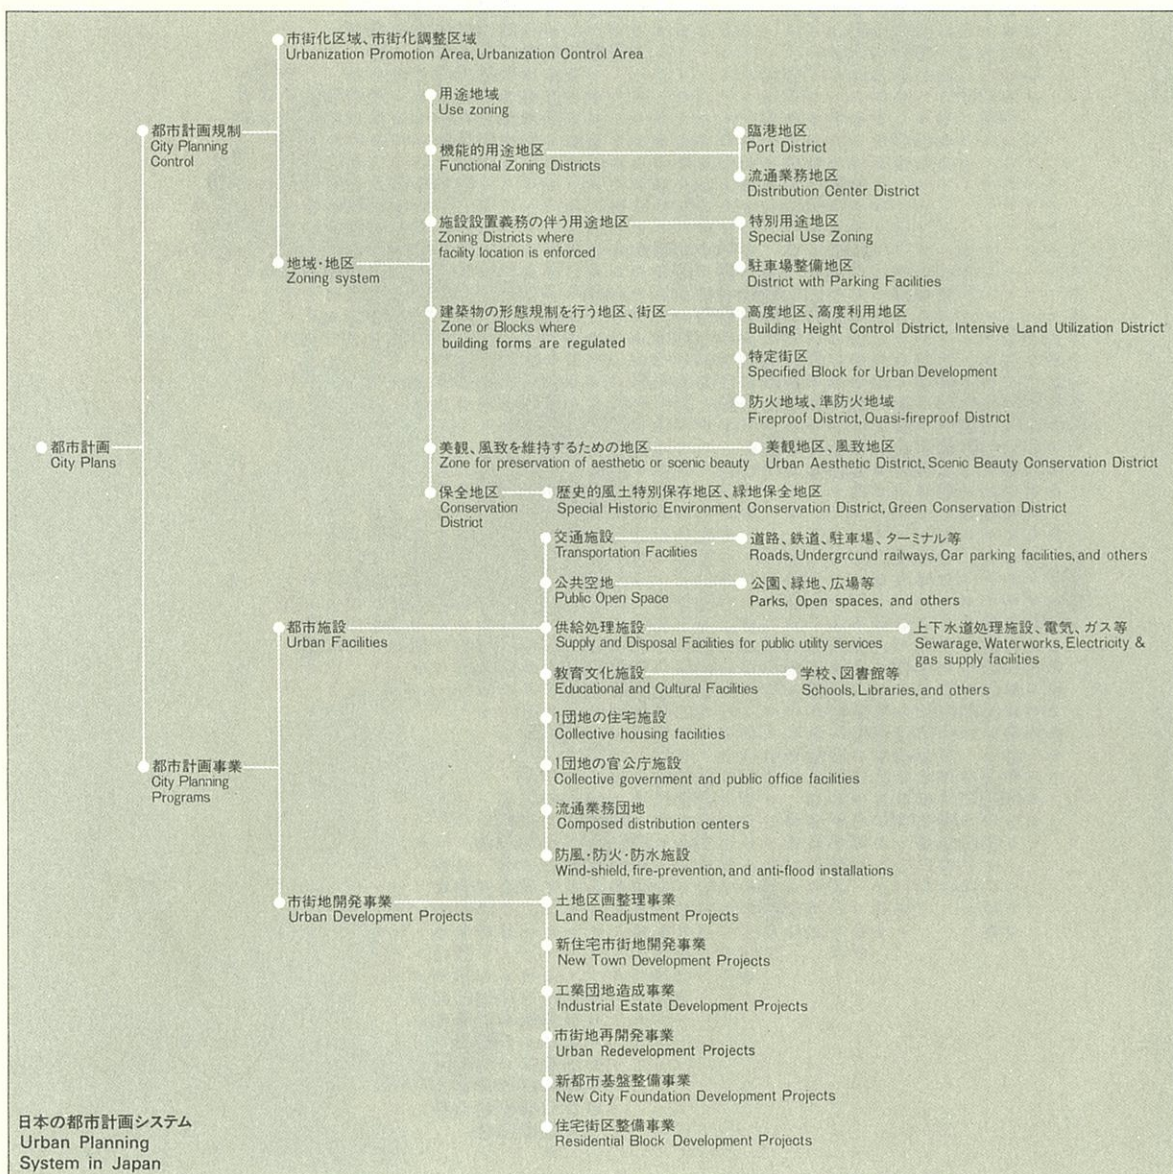 市街化区域、市街化調整区域
Urbanization Promotion Area, Urbanization Control Area
用途地域
Use zoning
都市計画規制
City Planning
Control
機能的用途地区
Functional Zoning Districts
臨港地区
Port District
流通業務地区
Distribution Center District
施設設置義務の伴う用途地区
Zoning Districts where
facility location is enforced
特別用途地区
Special Use Zoning
地域・地区
Zoning system
駐車場整備地区
District with Parking Facilities
建築物の形態規制を行う地区、街区
Zone or Blocks where
building forms are regulated
高度地区、高度利用地区
Building Height Control District, Intensive Land Utilization District
特定街区
Specified Block for Urban Development
防火地域、準防火地域
Fireproof District, Quasi-fireproof District
都市計画
City Plans
美観、風致を維持するための地区
Zone for preservation of aesthetic or scenic beauty
美観地区、風致地区
Urban Aesthetic District, Scenic Beauty Conservation District
保全地区
Conservation
District
歴史的風土特別保存地区、緑地保全地区
Special Historic Environment Conservation District, Green Conservation District
交通施設
Transportation Facilities
道路、鉄道、駐車場、ターミナル等
Roads, Underground railways, Car parking facilities, and others
公共空地
Public Open Space
公園、緑地、広場等
Parks, Open spaces, and others
都市施設
Urban Facilities
供給処理施設
Supply and Disposal Facilities for public utility services
上下水道処理施設、電気、ガス等
Sewarage, Waterworks, Electricity &
gas supply facilities
教育文化施設
Educational and Cultural Facilities
学校、図書館等
Schools, Libraries, and others
1団地の住宅施設
Collective housing facilities
都市計画事業
City Planning
Programs
1団地の官公庁施設
Collective government and public office facilities
流通業務団地
Composed distribution centers
防風・防火・防水施設
Wind-shield, fire-prevention, and anti-flood installations
市街地開発事業
Urban Development Projects
土地区画整理事業
Land Readjustment Projects
新住宅市街地開発事業
New Town Development Projects
工業団地造成事業
Industrial Estate Development Projects
市街地再開発事業
Urban Redevelopment Projects
新都市基盤整備事業
New City Foundation Development Projects
住宅街区整備事業
Residential Block Development Projects
日本の都市計画システム
Urban Planning
System in Japan